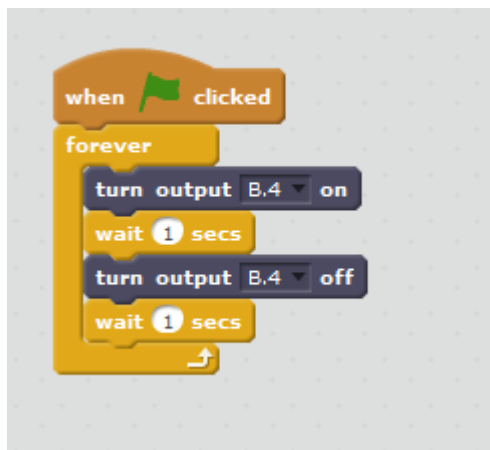 when clicked
forever
turn output B.4 on
wait 1 secs
turn output B.4 off
wait 1 secs